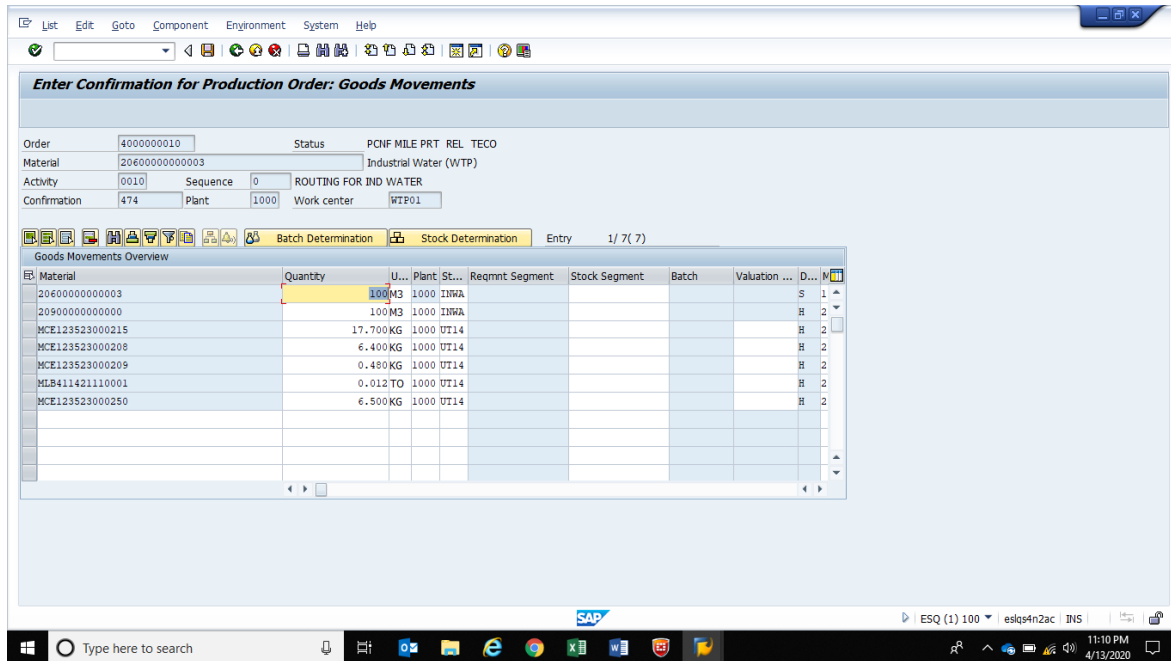 List Edit Goto Component Environment System Help
Enter Confirmation for Production Order: Goods Movements
Order 4000000010 Status PCNF MILE PRT REL TECO
Material 20600000000003 Industrial Water (WTP)
Activity 0010 Sequence 0 ROUTING FOR IND WATER
Confirmation 474 Plant 1000 Work center WTP01
Batch Determination Stock Determination Entry 1/ 7( 7)
Goods Movements Overview
Material Quantity U... Plant St... Reqmnt Segment Stock Segment Batch Valuation ... D... M
20600000000003 100 M3 1000 INWA S 1
20900000000000 100 M3 1000 INWA H 2
MCE123523000215 17.700 KG 1000 UT14 H 2
MCE123523000208 6.400 KG 1000 UT14 H 2
MCE123523000209 0.480 KG 1000 UT14 H 2
MLB411421110001 0.012 TO 1000 UT14 H 2
MCE123523000250 6.500 KG 1000 UT14 H 2
SAP
ESQ (1) 100 eslqs4n2ac INS
Type here to search
11:10 PM
4/13/2020